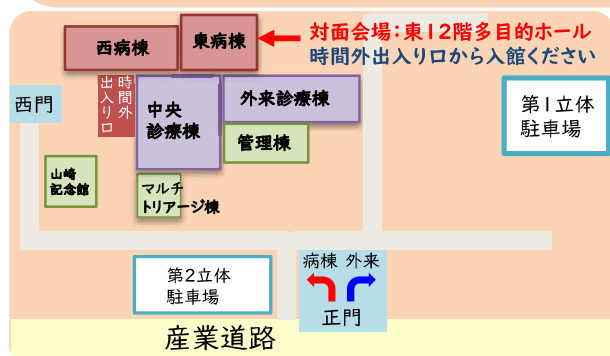 対面会場:東12階多目的ホール
時間外出入り口から入館ください
東病棟
西病棟
時間外
出入り口
西門
中央
診療棟
外来診療棟
管理棟
第1立体
駐車場
山崎
記念館
マルチ
トリアージ棟
第2立体
駐車場
病棟 外来
正門
産業道路